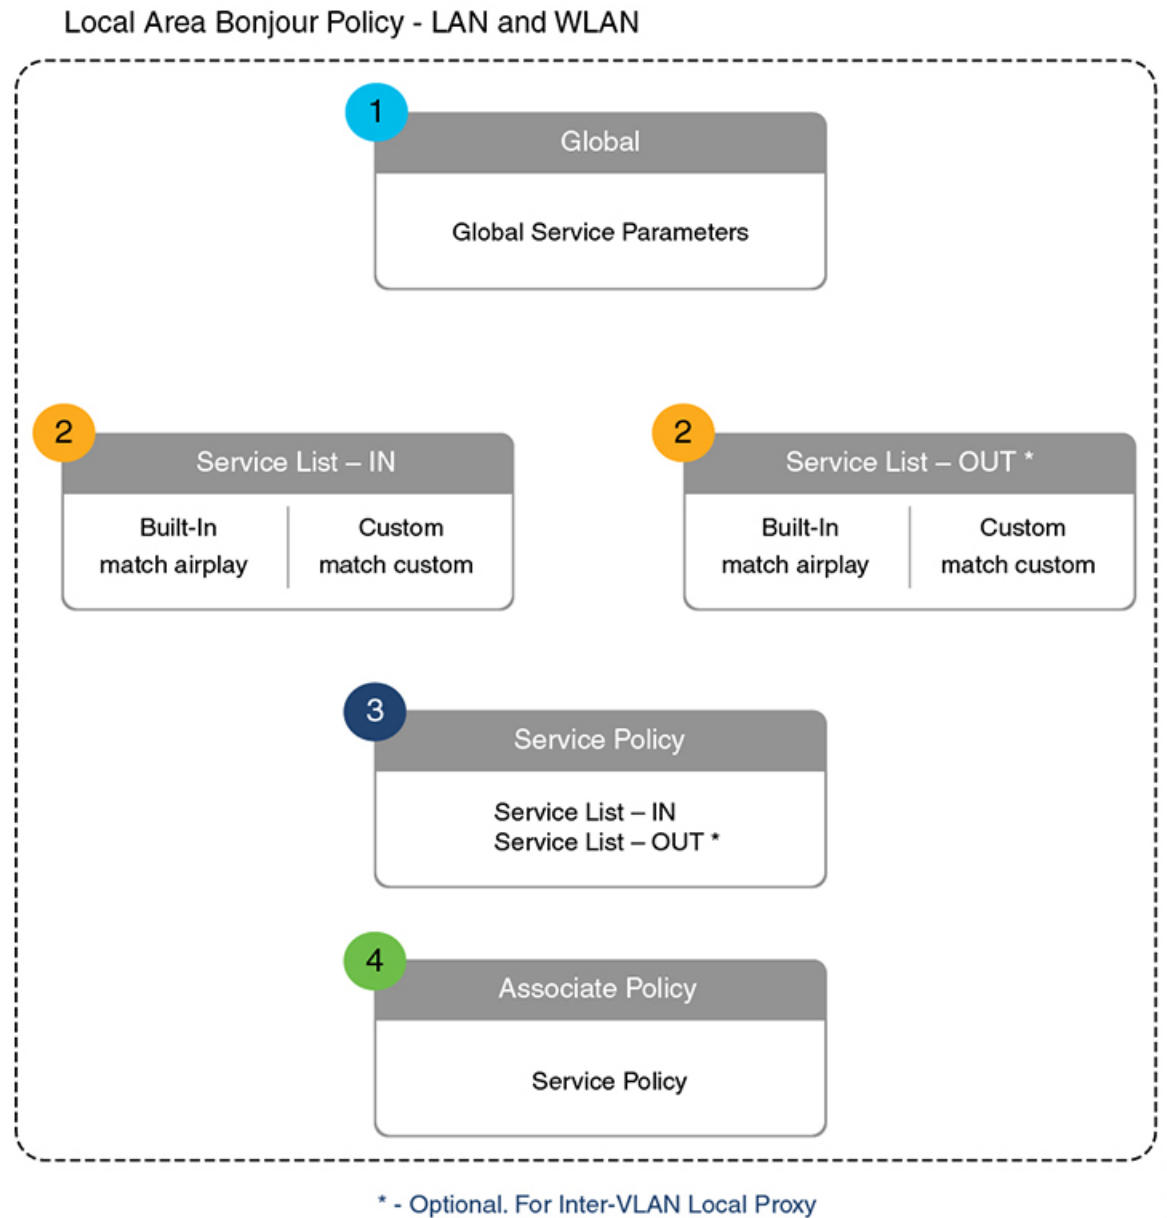 Local Area Bonjour Policy - LAN and WLAN
1
Global
Global Service Parameters
2
Service List – IN
Built-In
match airplay
Custom
match custom
2
Service List – OUT *
Built-In
match airplay
Custom
match custom
3
Service Policy
Service List – IN
Service List – OUT *
4
Associate Policy
Service Policy
* - Optional. For Inter-VLAN Local Proxy